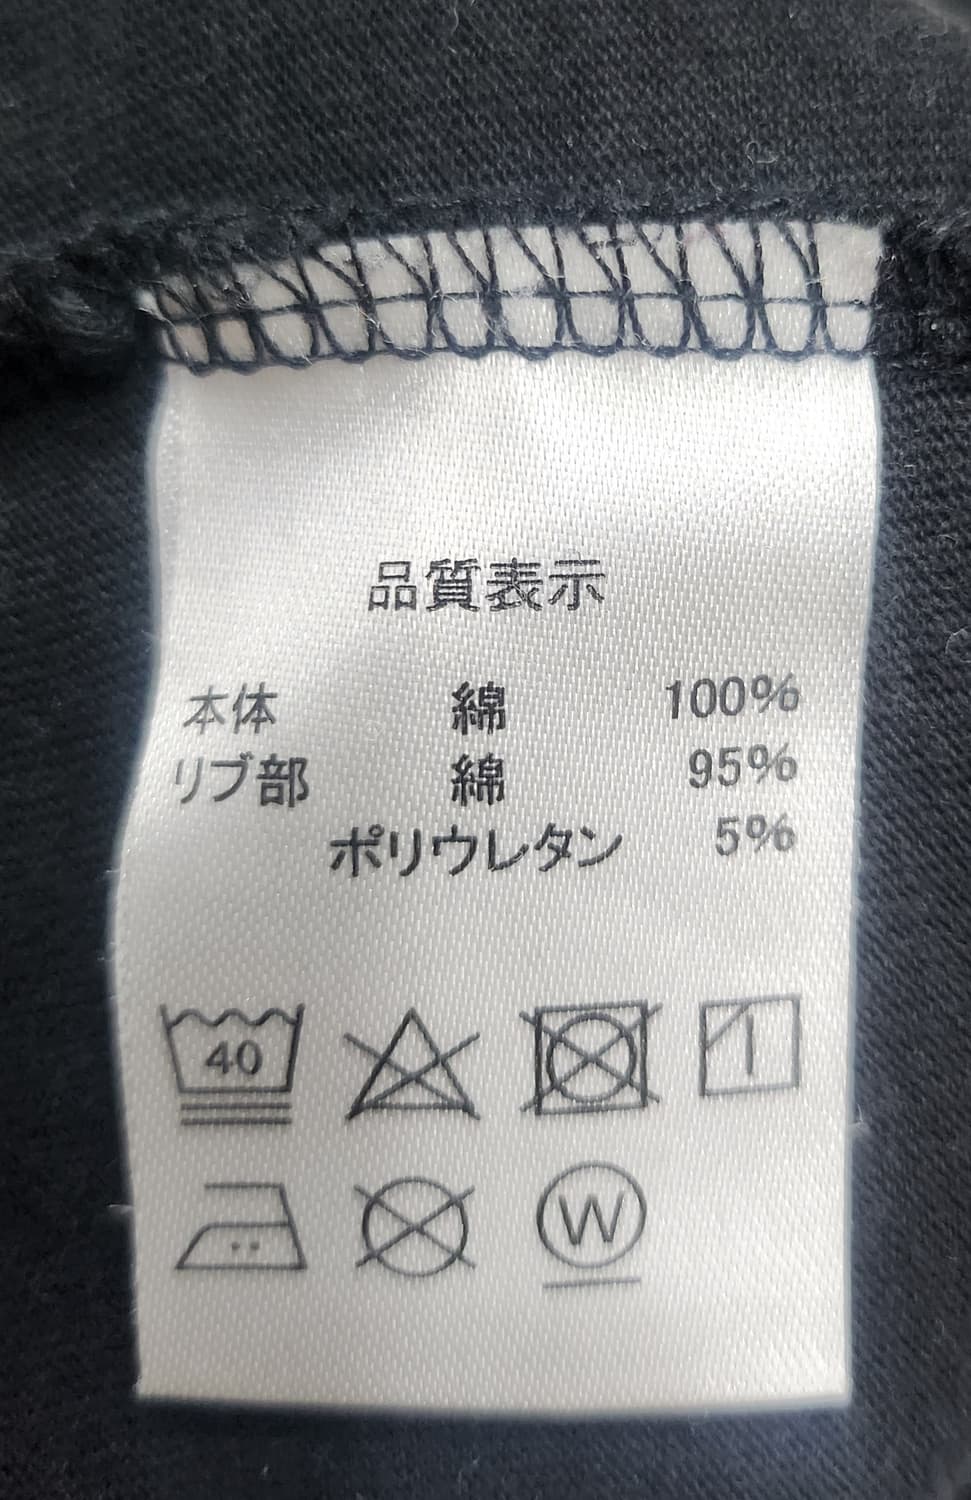 品質表示
本体 綿 100%
リブ部 綿 95%
ポリウレタン 5%
40
W